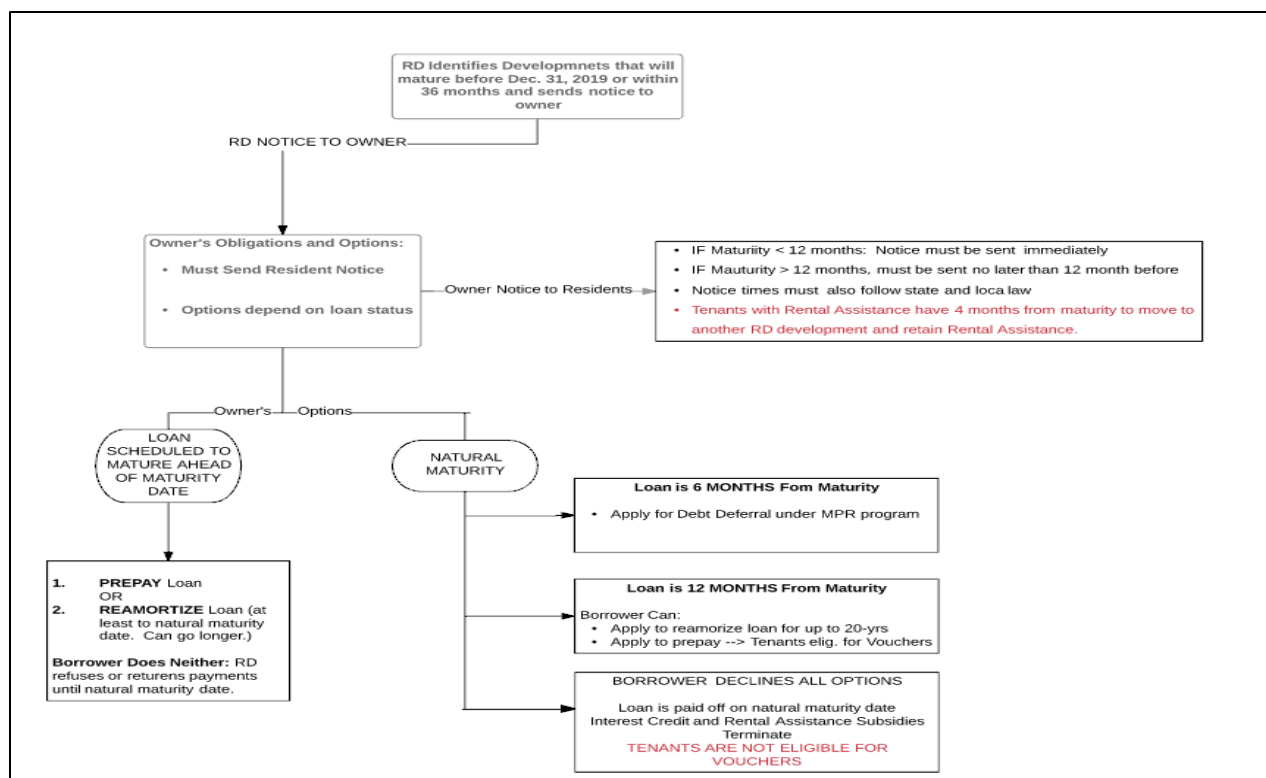 RD Identifies Developmnets that will
mature before Dec. 31, 2019 or within
36 months and sends notice to
owner
RD NOTICE TO OWNER
Owner's Obligations and Options:
• Must Send Resident Notice
• Options depend on loan status
Owner Notice to Residents
• IF Maturiity < 12 months: Notice must be sent immediately
• IF Mauturity > 12 months, must be sent no later than 12 month before
• Notice times must also follow state and loca law
• Tenants with Rental Assistance have 4 months from maturity to move to
another RD development and retain Rental Assistance.
Owner's Options
LOAN
SCHEDULED TO
MATURE AHEAD
OF MATURITY
DATE
NATURAL
MATURITY
1. PREPAY Loan
OR
2. REAMORTIZE Loan (at
least to natural maturity
date. Can go longer.)
Borrower Does Neither: RD
refuses or returens payments
until natural maturity date.
Loan is 6 MONTHS Fom Maturity
• Apply for Debt Deferral under MPR program
Loan is 12 MONTHS From Maturity
Borrower Can:
• Apply to reamorize loan for up to 20-yrs
• Apply to prepay --> Tenants elig. for Vouchers
BORROWER DECLINES ALL OPTIONS
Loan is paid off on natural maturity date
Interest Credit and Rental Assistance Subsidies
Terminate
TENANTS ARE NOT ELIGIBLE FOR
VOUCHERS